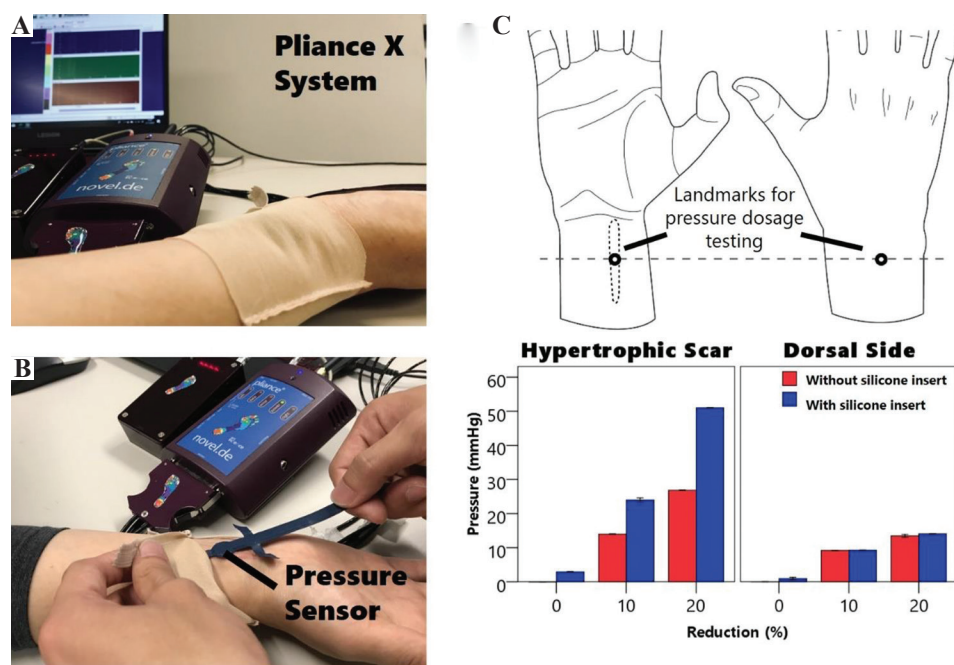 A
Pliance X
System
pliance
novel.de
B
pliance
novel.de
Pressure
Sensor
C
Landmarks for
pressure dosage
testing
Hypertrophic Scar
Dorsal Side
Without silicone insert
With silicone insert
Pressure (mmHg)
60
50
40
30
20
10
0
0 10 20
0 10 20
Reduction (%)